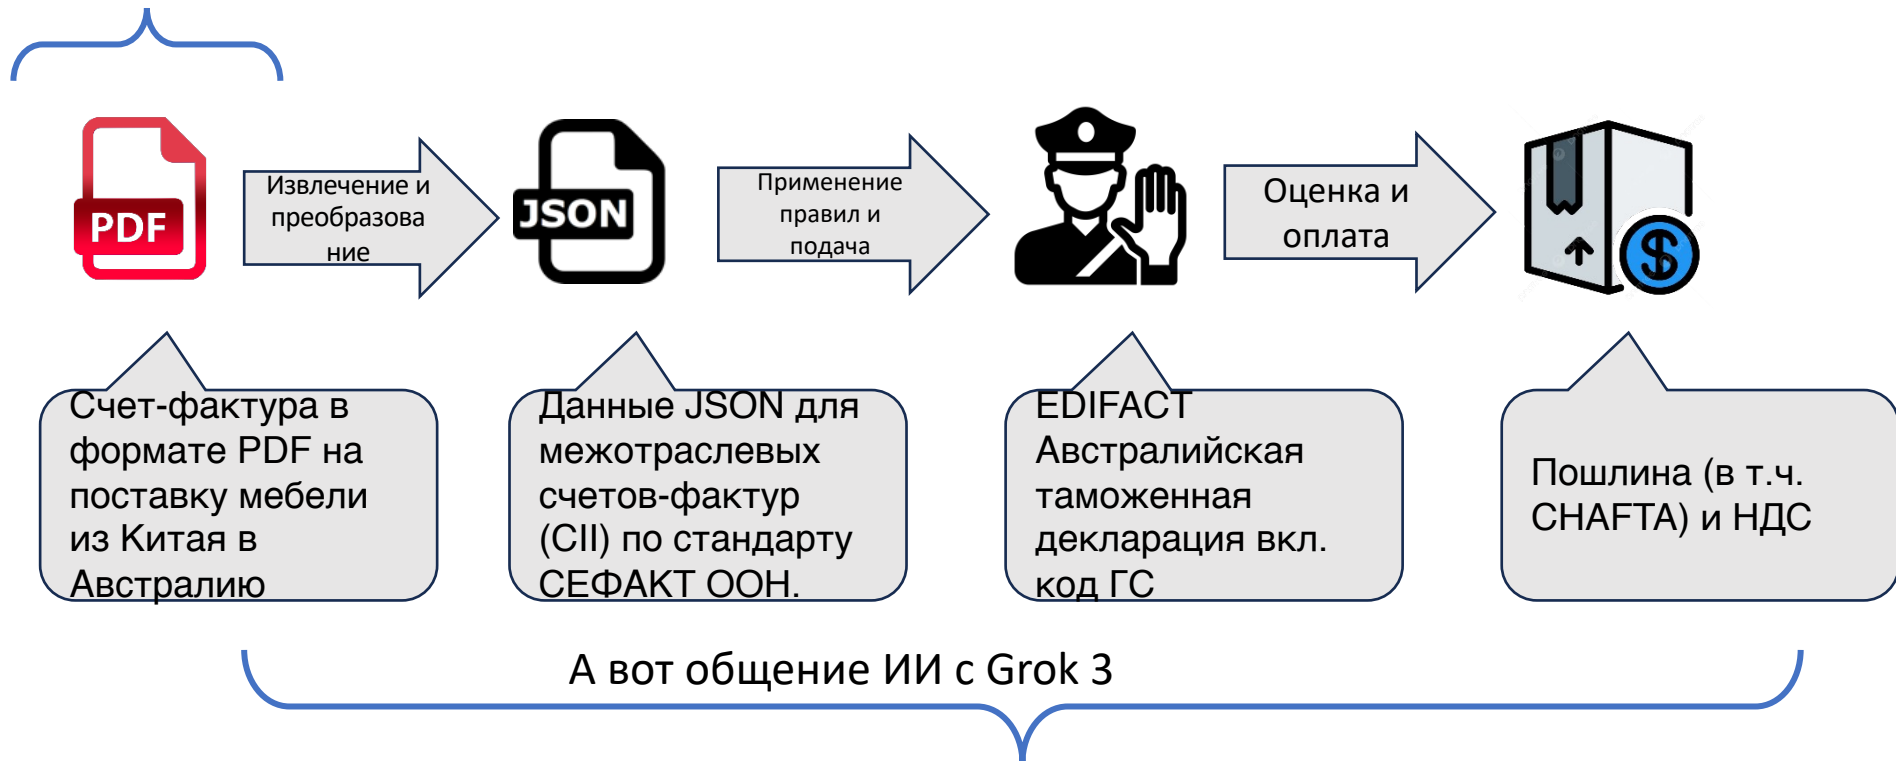 PDF
Извлечение и
преобразова
ние
JSON
Применение
правил и
подача
Оценка и
оплата
Счет-фактура в
формате PDF на
поставку мебели
из Китая в
Австралию
Данные JSON для
межотраслевых
счетов-фактур
(CII) по стандарту
СЕФАКТ ООН.
EDIFACT
Австралийская
таможенная
декларация вкл.
код ГС
Пошлина (в т.ч.
CHAFTA) и НДС
А вот общение ИИ с Grok 3